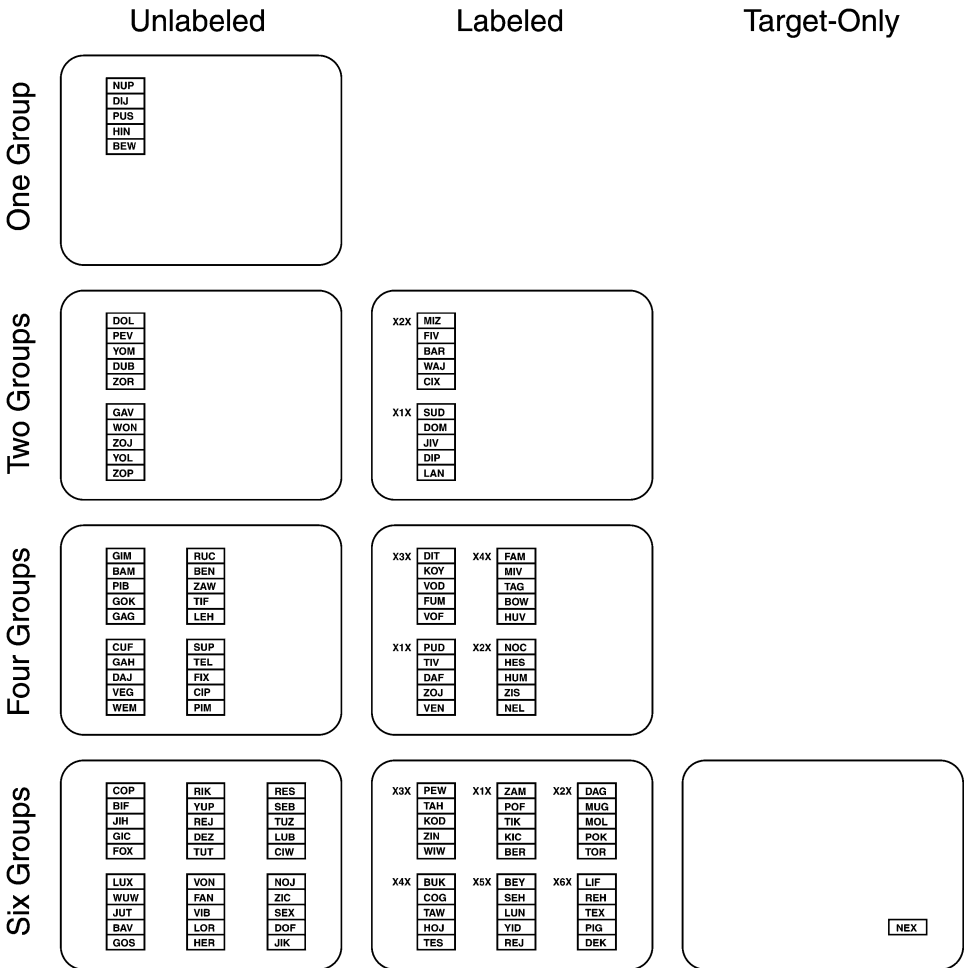 Unlabeled Labeled Target-Only
One Group
NUP
DIJ
PUS
HIN
BEW
Two Groups
DOL
PEV
YOM
DUB
ZOR
GAV
WON
ZOJ
YOL
ZOP
X2X MIZ
FIV
BAR
WAJ
CIX
X1X SUD
DOM
JIV
DIP
LAN
Four Groups
GIM RUC
BAM BEN
PIB ZAW
GOK TIF
GAG LEH
CUF SUP
GAH TEL
DAJ FIX
VEG CIP
WEM PIM
X3X DIT X4X FAM
KOY MIV
VOD TAG
FUM BOW
VOF HUV
X1X PUD X2X NOC
TIV HES
DAF HUM
ZOJ ZIS
VEN NEL
Six Groups
COP RIK RES
BIF YUP SEB
JIH REJ TUZ
GIC DEZ LUB
FOX TUT CIW
LUX VON NOJ
WUW FAN ZIC
JUT VIB SEX
BAV LOR DOF
GOS HER JIK
X3X PEW X1X ZAM X2X DAG
TAH POF MUG
KOD TIK MOL
ZIN KIC POK
WIW BER TOR
X4X BUK X5X BEY X6X LIF
COG SEH REH
TAW LUN TEX
HOJ YID PIG
TES REJ DEK
NEX